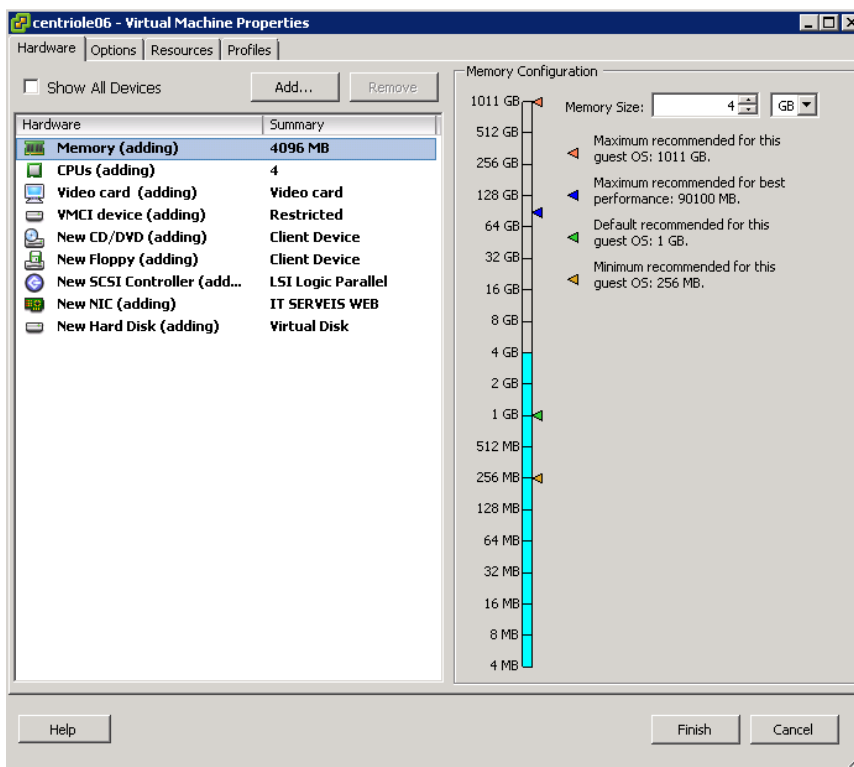 centriole06 - Virtual Machine Properties
Hardware Options Resources Profiles
Show All Devices Add... Remove
Hardware Summary
Memory (adding) 4096 MB
CPUs (adding) 4
Video card (adding) Video card
VMCI device (adding) Restricted
New CD/DVD (adding) Client Device
New Floppy (adding) Client Device
New SCSI Controller (add... LSI Logic Parallel
New NIC (adding) IT SERVEIS WEB
New Hard Disk (adding) Virtual Disk
Memory Configuration
Memory Size: 4 GB
1011 GB
512 GB
256 GB
128 GB
64 GB
32 GB
16 GB
8 GB
4 GB
2 GB
1 GB
512 MB
256 MB
128 MB
64 MB
32 MB
16 MB
8 MB
4 MB
Maximum recommended for this
guest OS: 1011 GB.
Maximum recommended for best
performance: 90100 MB.
Default recommended for this
guest OS: 1 GB.
Minimum recommended for this
guest OS: 256 MB.
Help Finish Cancel